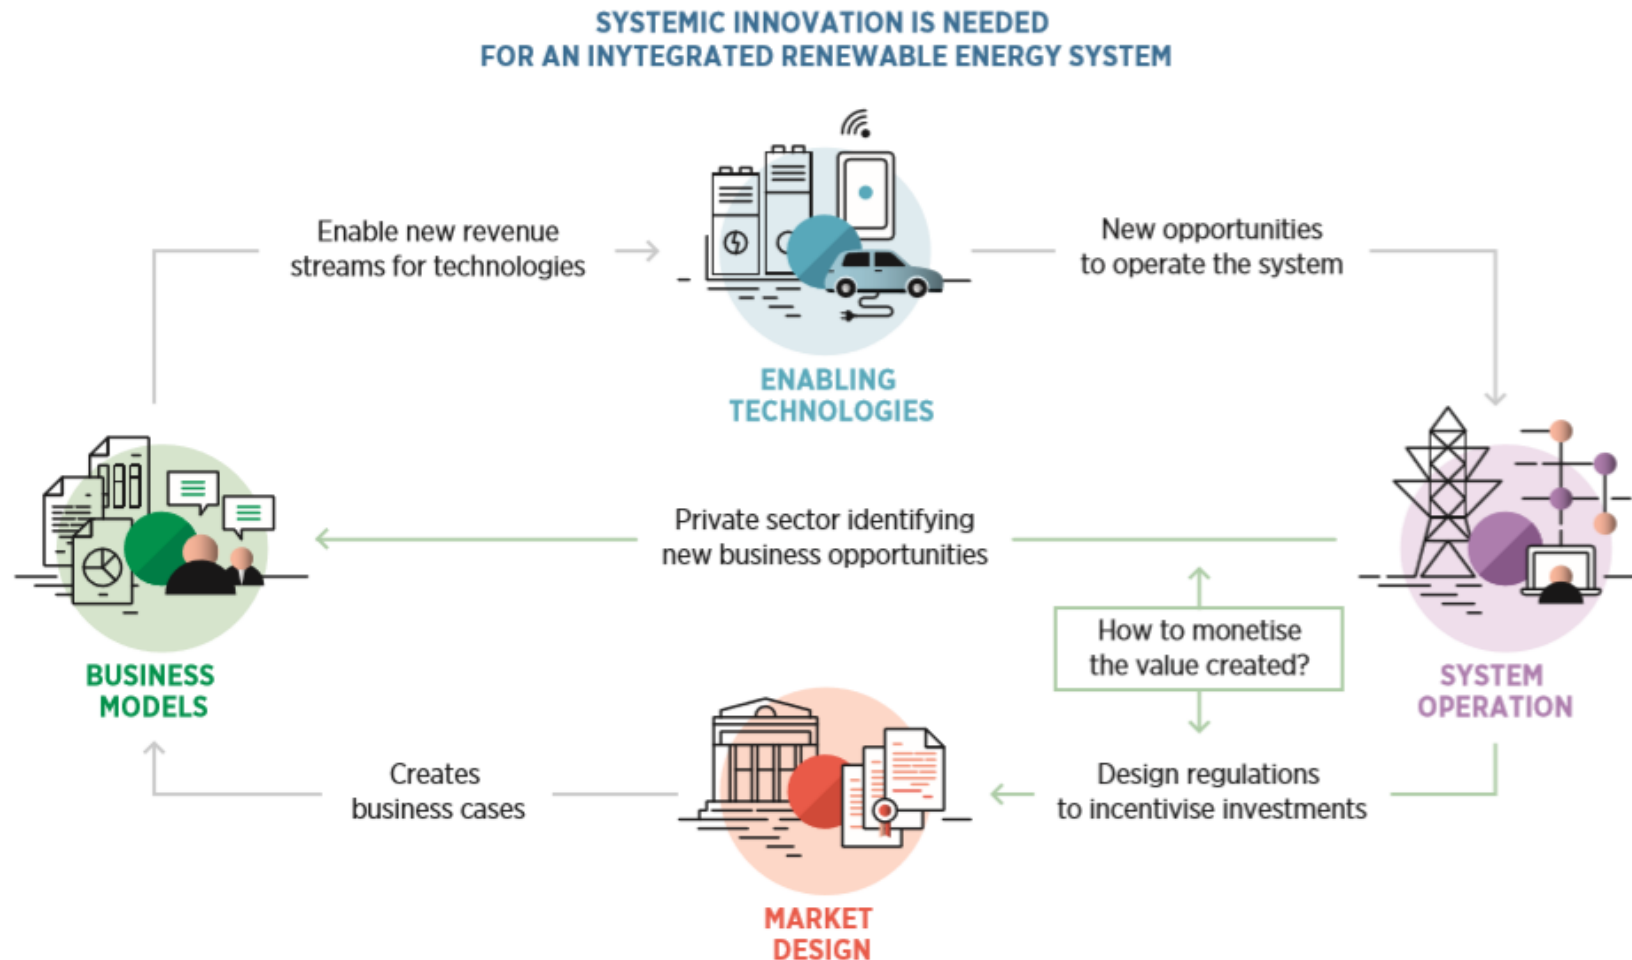 SYSTEMIC INNOVATION IS NEEDED
FOR AN INYTEGRATED RENEWABLE ENERGY SYSTEM
Enable new revenue
streams for technologies
New opportunities
to operate the system
ENABLING
TECHNOLOGIES
Private sector identifying
new business opportunities
How to monetise
the value created?
BUSINESS
MODELS
SYSTEM
OPERATION
Creates
business cases
Design regulations
to incentivise investments
MARKET
DESIGN